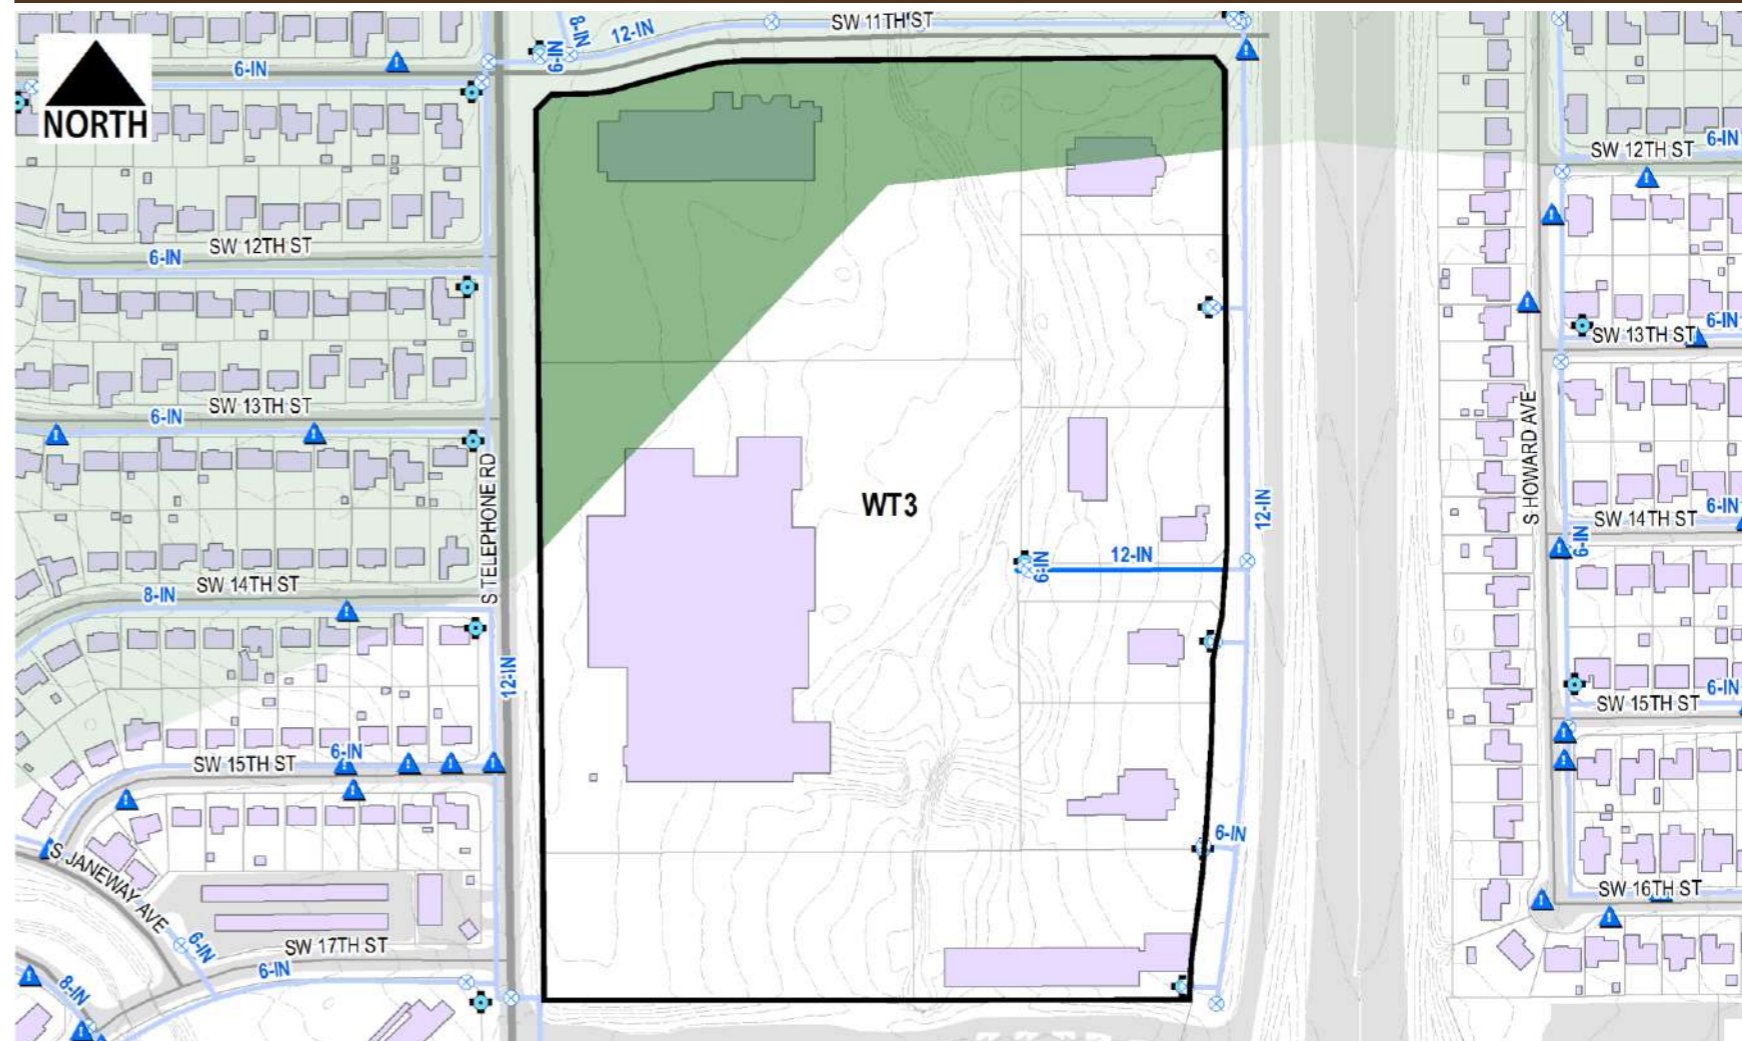 SW 11TH ST
8-IN
12-IN
6-IN
6-IN
NORTH
SW 12TH ST
6-IN
SW 12TH ST
6-IN
SW 13TH ST
6-IN
SW 13TH ST
6-IN
S TELEPHONE RD
S HOWARD AVE
WT3
12-IN
SW 14TH ST
6-IN
6-IN
12-IN
6-IN
SW 14TH ST
8-IN
12-IN
SW 15TH ST
6-IN
6-IN
SW 15TH ST
6-IN
S JANEWAY AVE
SW 16TH ST
6-IN
SW 17TH ST
6-IN
8-IN